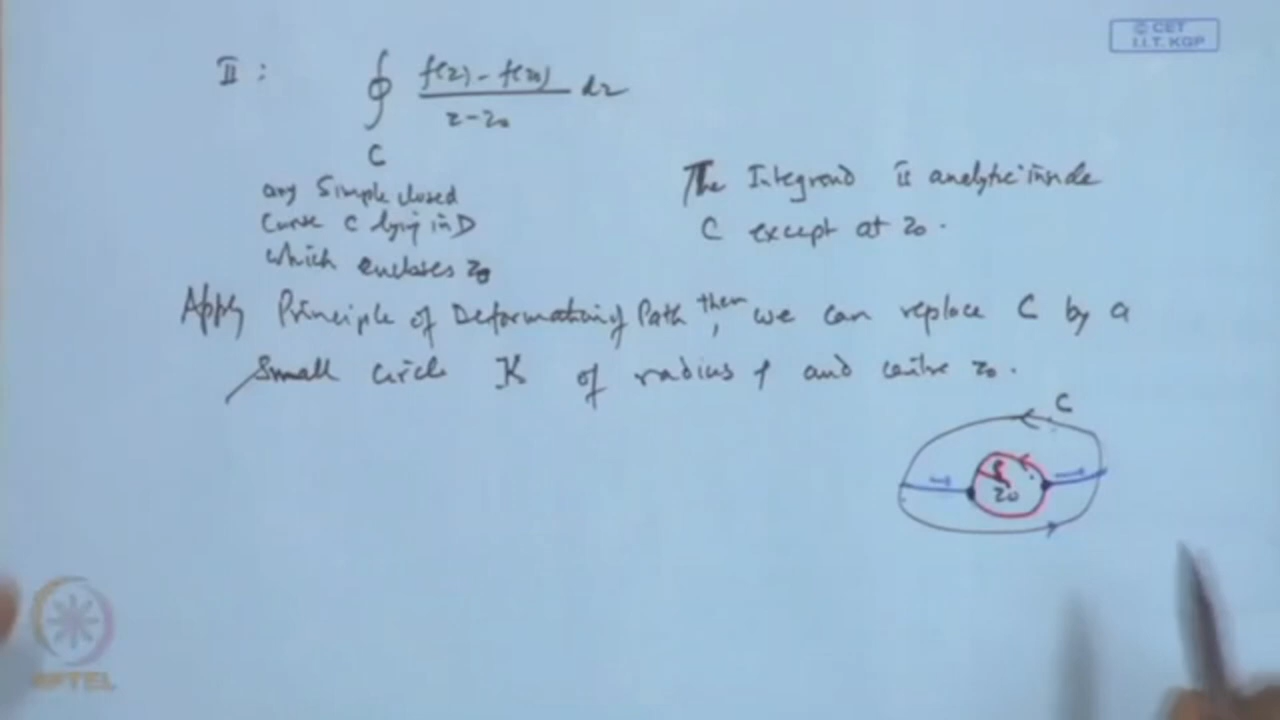 © CET
I.I.T. KGP
II : ∮ f(z) - f(z0) / z - z0 dz
C
any Simple closed
Curve C lying in D
which encloses z0
The Integrand is analytic inside
C except at z0.
Apply Principle of Deformation of Path, then we can replace C by a
Small circle K of radius ρ and centre z0.
C
ρ
z0
NPTEL